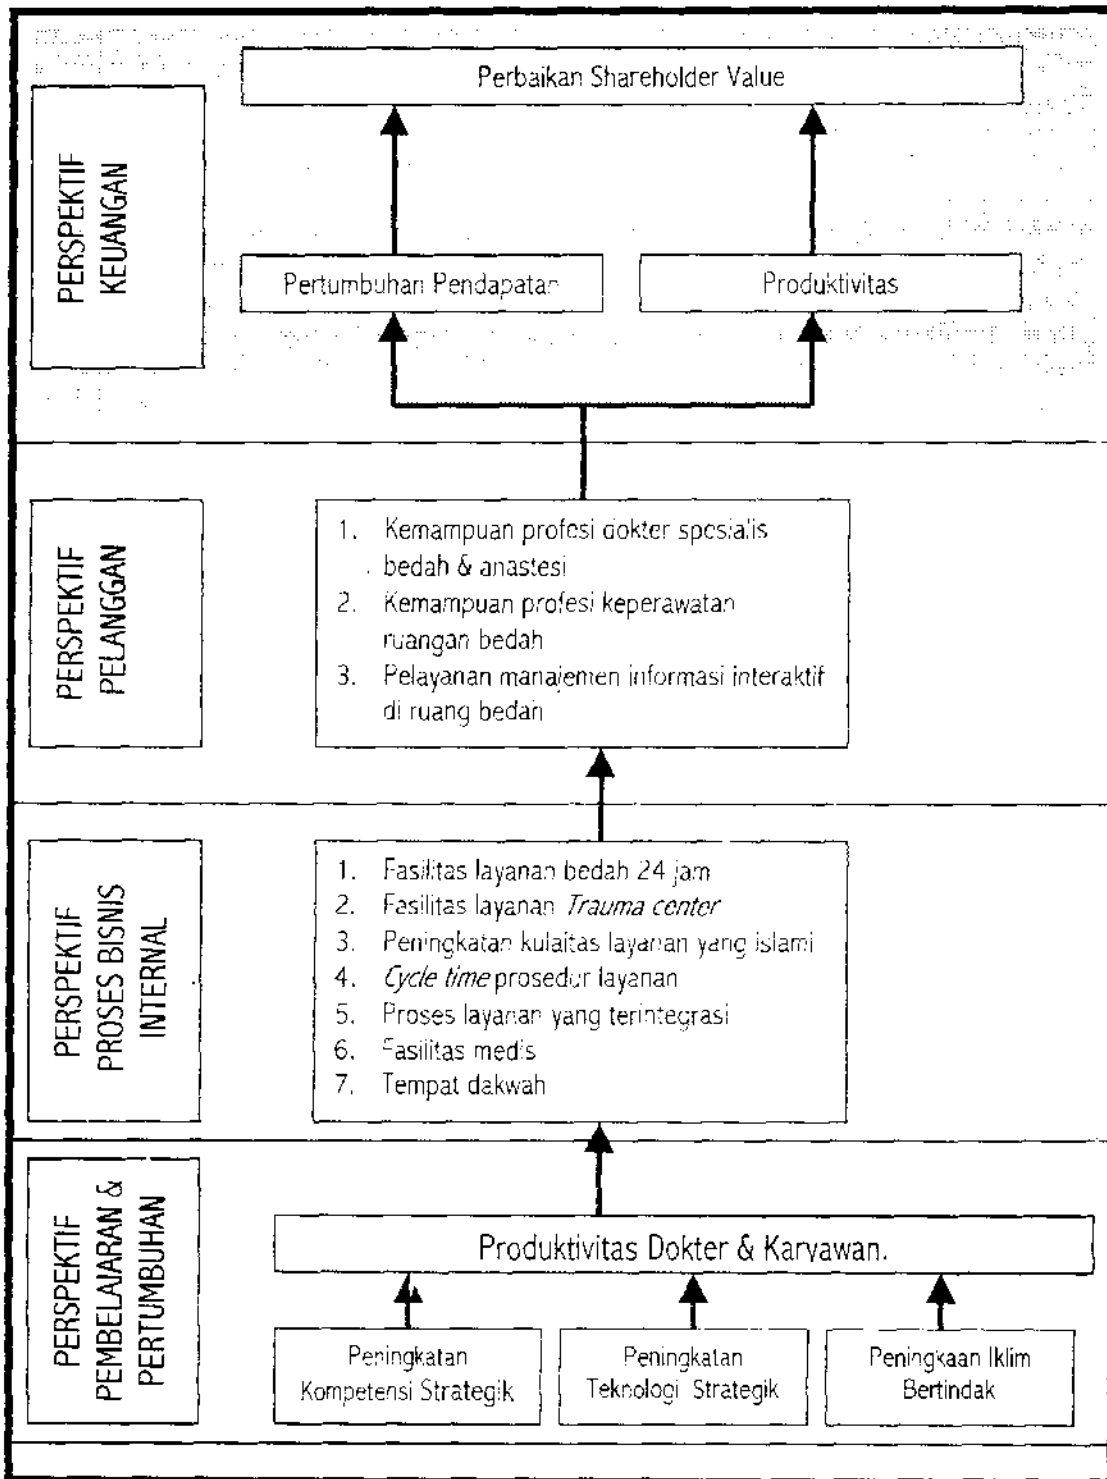 Perbaikan Shareholder Value
PERSPEKTIF
KEUANGAN
Pertumbuhan Pendapatan
Produktivitas
PERSPEKTIF
PELANGGAN
1. Kemampuan profesi dokter spesialis
bedah & anastesi
2. Kemampuan profesi keperawatan
ruangan bedah
3. Pelayanan manajemen informasi interaktif
di ruang bedah
PERSPEKTIF
PROSES BISNIS
INTERNAL
1. Fasilitas layanan bedah 24 jam
2. Fasilitas layanan Trauma center
3. Peningkatan kulaitas layanan yang islami
4. Cycle time prosedur layanan
5. Proses layanan yang terintegrasi
6. Fasilitas medis
7. Tempat dakwah
PERSPEKTIF
PEMBELAJARAN &
PERTUMBUHAN
Produktivitas Dokter & Karyawan.
Peningkatan
Kompetensi Strategik
Peningkatan
Teknologi Strategik
Peningkaan Iklim
Bertindak